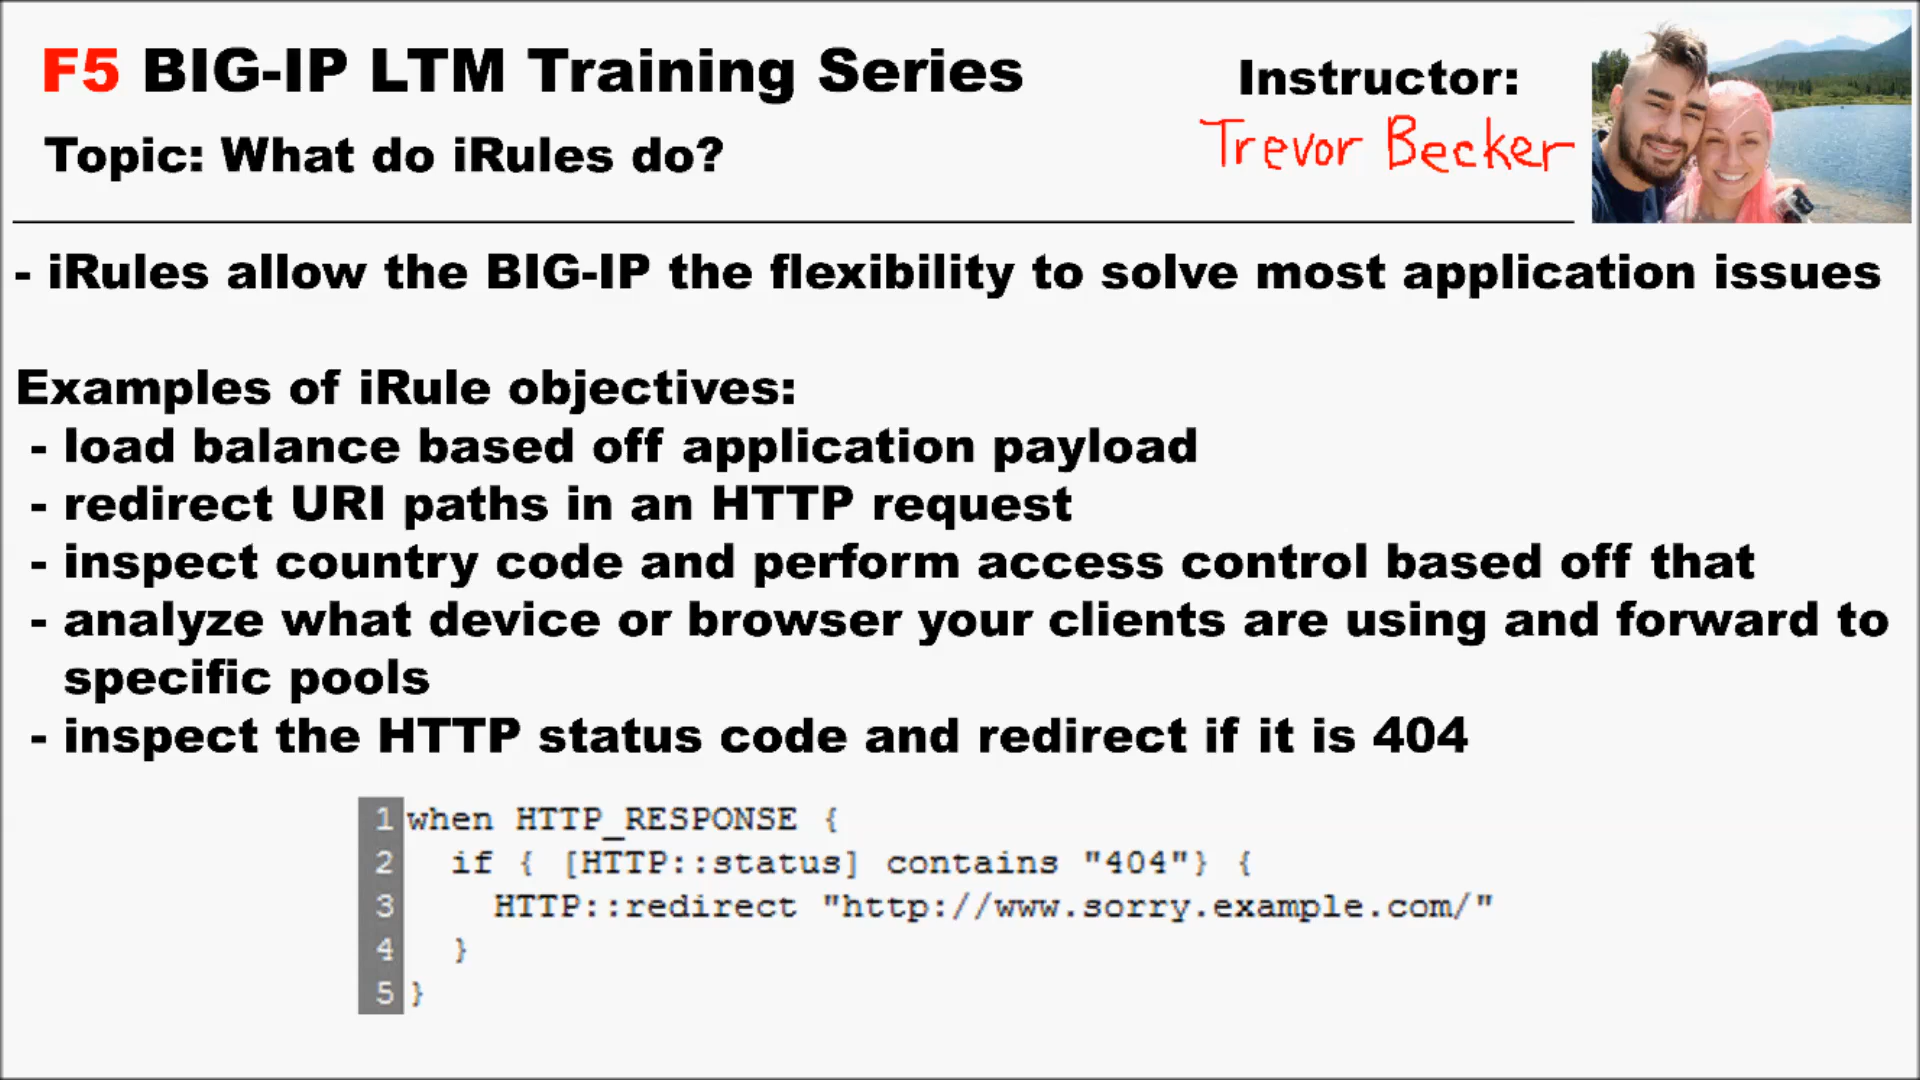 F5 BIG-IP LTM Training Series
Topic: What do iRules do?
Instructor:
Trevor Becker
- iRules allow the BIG-IP the flexibility to solve most application issues
Examples of iRule objectives:
- load balance based off application payload
- redirect URI paths in an HTTP request
- inspect country code and perform access control based off that
- analyze what device or browser your clients are using and forward to
specific pools
- inspect the HTTP status code and redirect if it is 404
1 when HTTP_RESPONSE {
2 if { [HTTP::status] contains "404"} {
3 HTTP::redirect "http://www.sorry.example.com/"
4 }
5 }